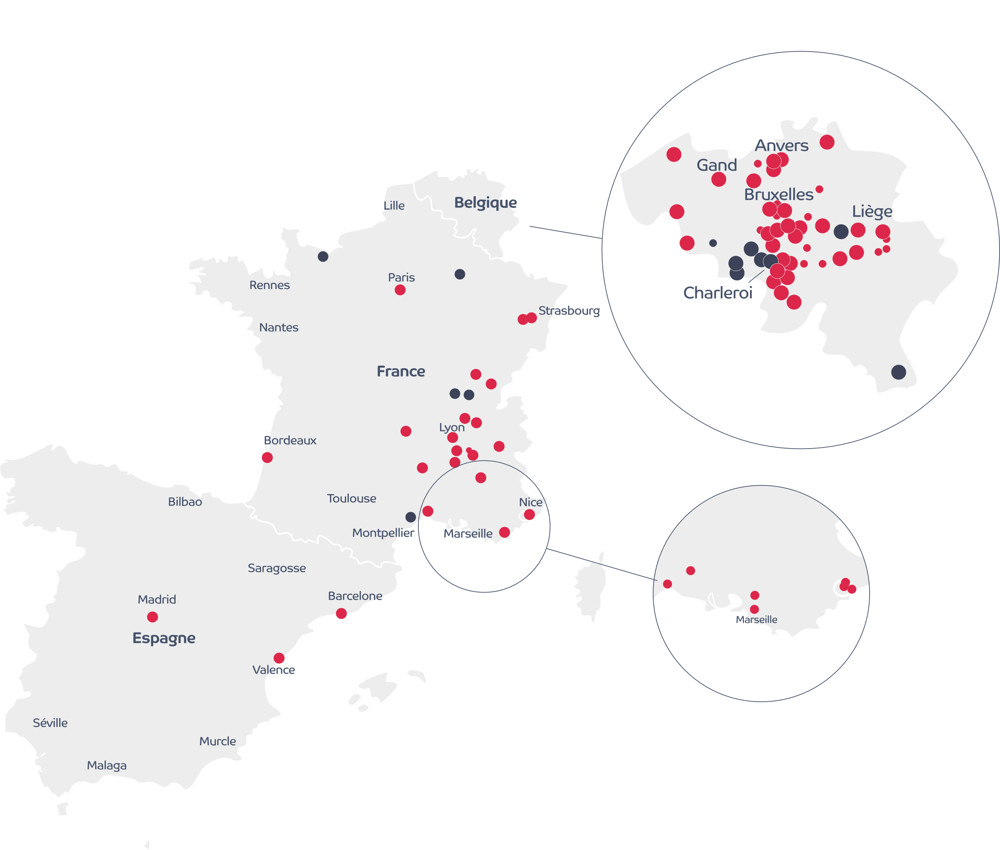 Anvers
Gand
Bruxelles
Liège
Charleroi
Belgique
Lille
Paris
Rennes
Strasbourg
Nantes
France
Lyon
Bordeaux
Toulouse
Nice
Bilbao
Montpellier
Marseille
Saragosse
Barcelone
Madrid
Espagne
Marseille
Valence
Séville
Murcle
Malaga